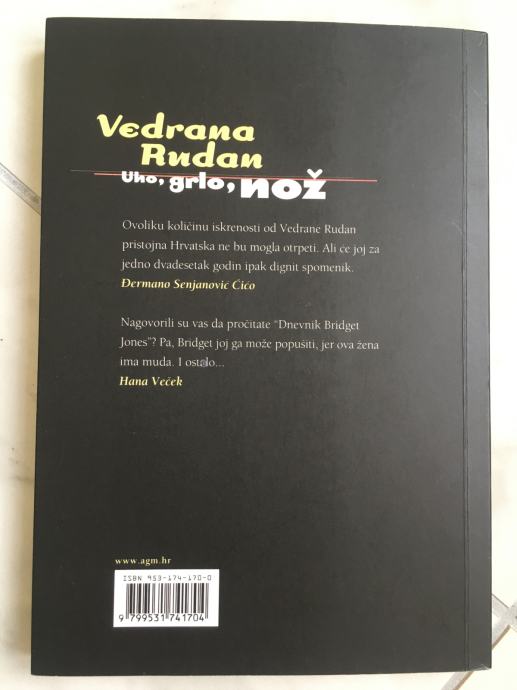 Vedrana
Rudan
Uho, grlo, nož
Ovoliku količinu iskrenosti od Vedrane Rudan
pristojna Hrvatska ne bu mogla otrpeti. Ali će joj za
jedno dvadesetak godin ipak dignit spomenik.
Đermano Senjanović Ćićo
Nagovorili su vas da pročitate "Dnevnik Bridget
Jones"? Pa, Bridget joj ga može popušiti, jer ova žena
ima muda. I ostalo...
Hana Veček
www.agm.hr
ISBN 953-174-170-0
9 799531 741704